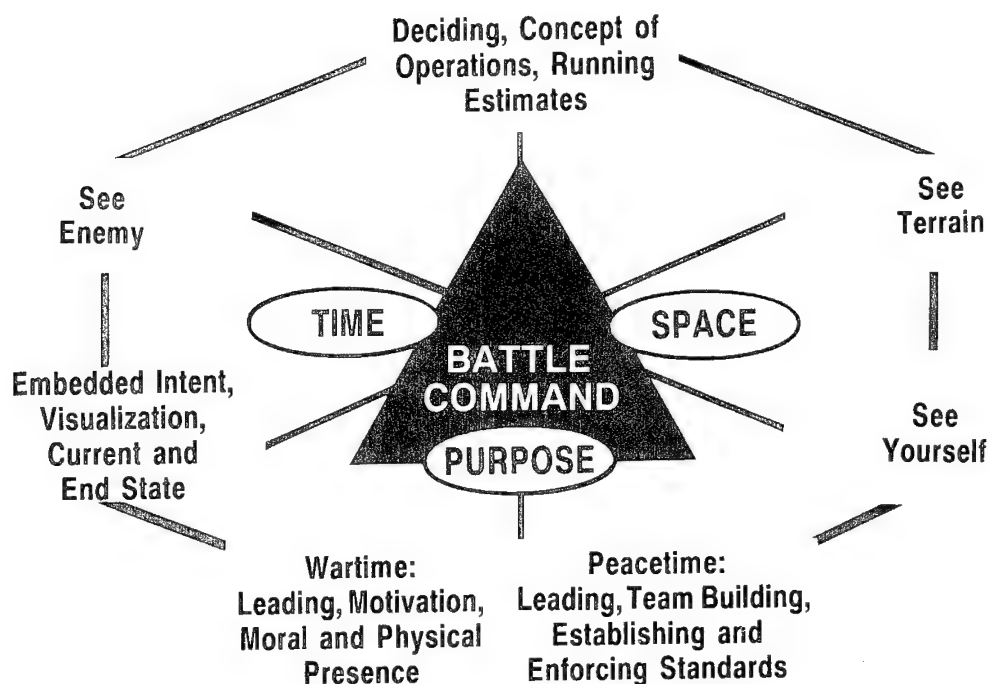 Deciding, Concept of
Operations, Running
Estimates
See
Enemy
See
Terrain
TIME
SPACE
BATTLE
COMMAND
PURPOSE
Embedded Intent,
Visualization,
Current and
End State
See
Yourself
Wartime:
Leading, Motivation,
Moral and Physical
Presence
Peacetime:
Leading, Team Building,
Establishing and
Enforcing Standards